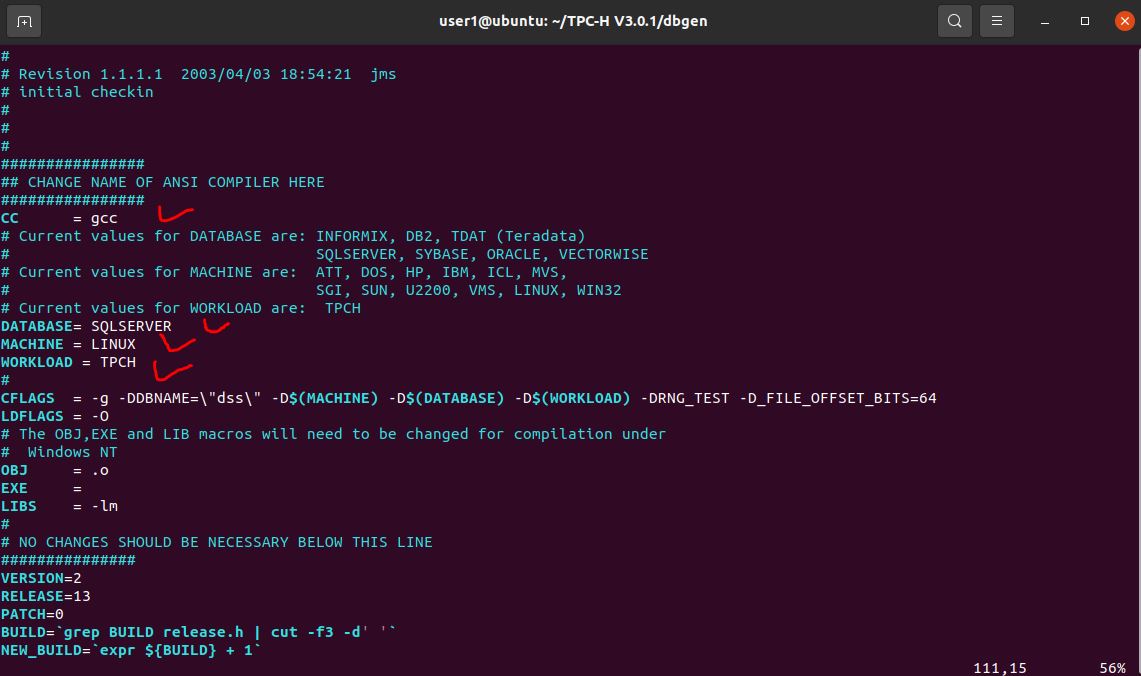 user1@ubuntu: ~/TPC-H V3.0.1/dbgen
#
# Revision 1.1.1.1  2003/04/03 18:54:21  jms
# initial checkin
#
#
#
################
## CHANGE NAME OF ANSI COMPILER HERE
################
CC      = gcc
# Current values for DATABASE are: INFORMIX, DB2, TDAT (Teradata)
#                                  SQLSERVER, SYBASE, ORACLE, VECTORWISE
# Current values for MACHINE are:  ATT, DOS, HP, IBM, ICL, MVS,
#                                  SGI, SUN, U2200, VMS, LINUX, WIN32
# Current values for WORKLOAD are:  TPCH
DATABASE= SQLSERVER
MACHINE = LINUX
WORKLOAD = TPCH
#
CFLAGS  = -g -DDBNAME=\"dss\" -D$(MACHINE) -D$(DATABASE) -D$(WORKLOAD) -DRNG_TEST -D_FILE_OFFSET_BITS=64
LDFLAGS = -O
# The OBJ,EXE and LIB macros will need to be changed for compilation under
#  Windows NT
OBJ     = .o
EXE     =
LIBS    = -lm
#
# NO CHANGES SHOULD BE NECESSARY BELOW THIS LINE
###############
VERSION=2
RELEASE=13
PATCH=0
BUILD=`grep BUILD release.h | cut -f3 -d' '`
NEW_BUILD=`expr ${BUILD} + 1`
111,15        56%